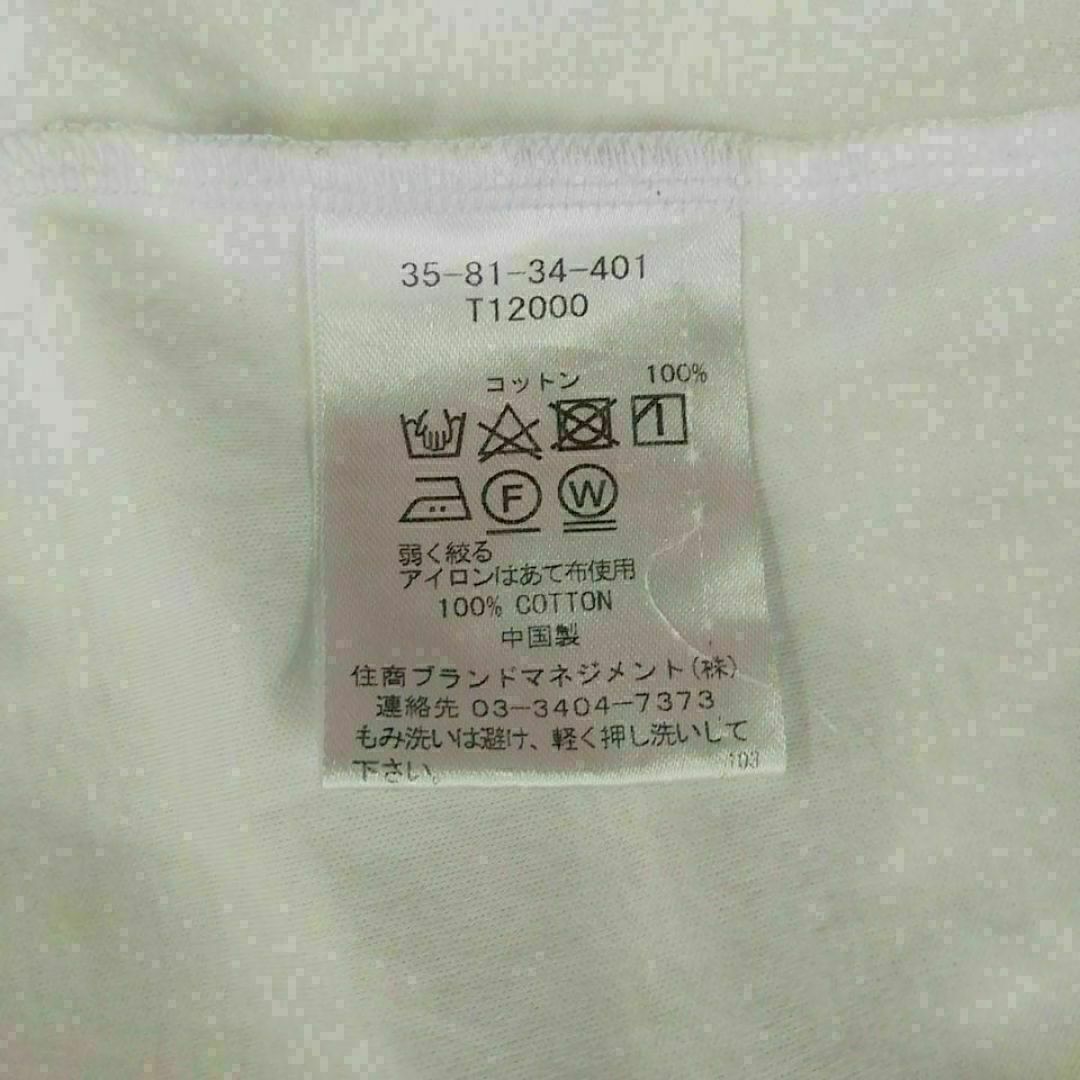 35-81-34-401
T12000
コットン 100%
F W
弱く絞る
アイロンはあて布使用
100% COTTON
中国製
住商ブランドマネジメント(株)
連絡先 03-3404-7373
もみ洗いは避け、軽く押し洗いして
下さい。 103